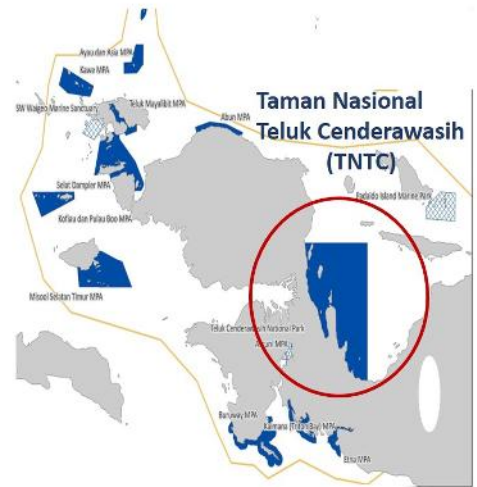 Ayau dan Asia MPA
Kawe MPA
SW Waigeo Marine Sanctuary
Teluk Mayalibit MPA
Abun MPA
Taman Nasional
Teluk Cenderawasih
(TNTC)
Selat Dampier MPA
Padaido Island Marine Park
Kofiau dan Pulau Boo MPA
Misool Selatan Timur MPA
Teluk Cenderawasih National Park
MPA
Buruway MPA
Kaimana (Triton Bay) MPA
Etna MPA